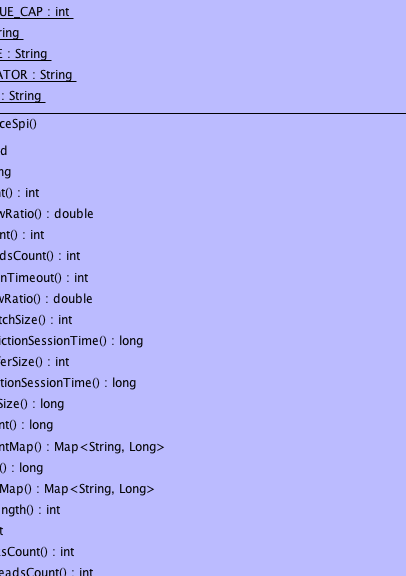 UE_CAP : int
ring
E : String
ATOR : String
: String
ceSpi()
d
ng
nt() : int
wRatio() : double
nt() : int
dsCount() : int
nTimeout() : int
wRatio() : double
tchSize() : int
ictionSessionTime() : long
ferSize() : int
tionSessionTime() : long
Size() : long
nt() : long
ntMap() : Map<String, Long>
() : long
Map() : Map<String, Long>
ngth() : int
t
sCount() : int
eadsCount() : int